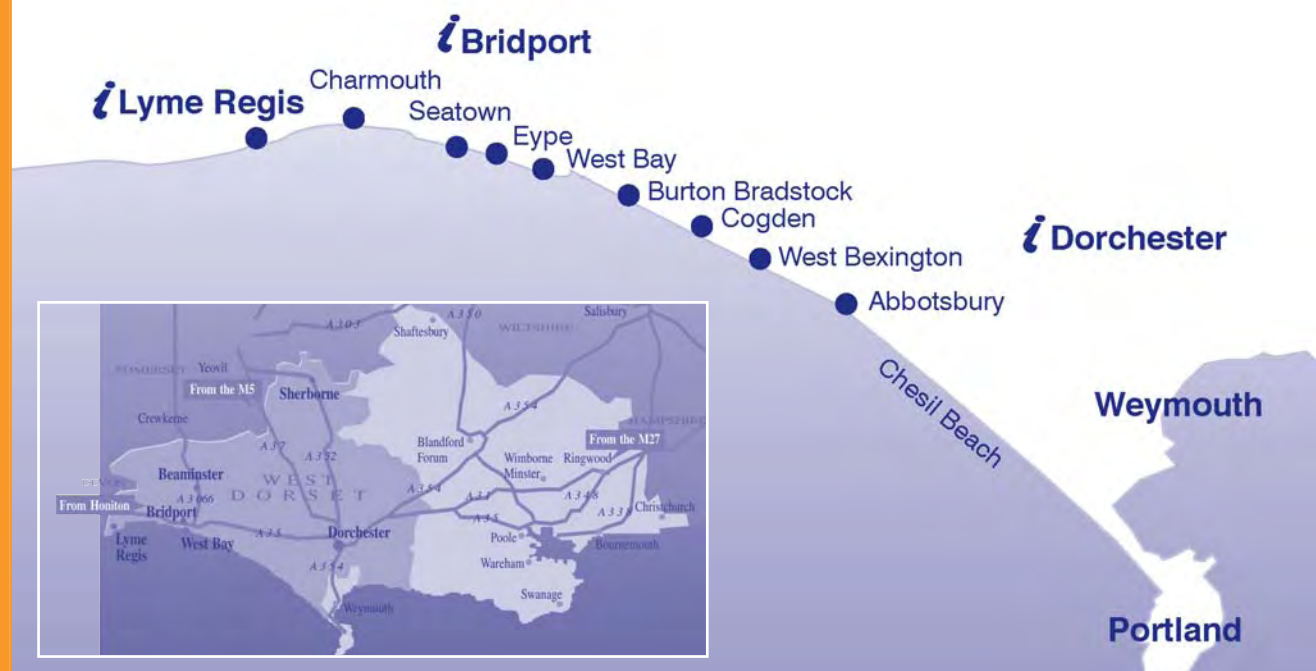 i Bridport
Charmouth
i Lyme Regis
Seatown
Eype
West Bay
Burton Bradstock
Cogden
i Dorchester
West Bexington
Abbotsbury
Chesil Beach
Weymouth
Portland
A303
A350
Salisbury
Shaftesbury
WILTSHIRE
SOMERSET
Yeovil
From the M5
Sherborne
Crewkerne
A354
HAMPSHIRE
From the M27
A37
A352
Blandford
Forum
Wimborne
Minster
Ringwood
Beaminster
WEST
DORSET
DEVON
A3066
A354
A31
A348
From Honiton
Bridport
A35
A338
Christchurch
Lyme
Regis
West Bay
A35
Dorchester
Poole
Bournemouth
A354
Wareham
Swanage
Weymouth